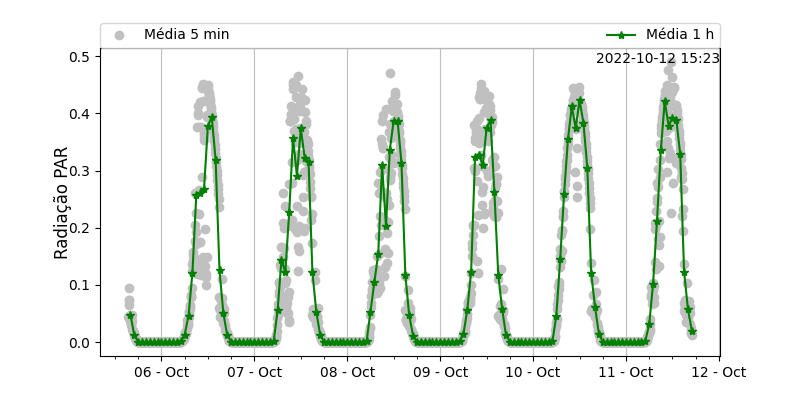 Média 5 min
Média 1 h
2022-10-12 15:23
Radiação PAR
0.5
0.4
0.3
0.2
0.1
0.0
06 - Oct
07 - Oct
08 - Oct
09 - Oct
10 - Oct
11 - Oct
12 - Oct